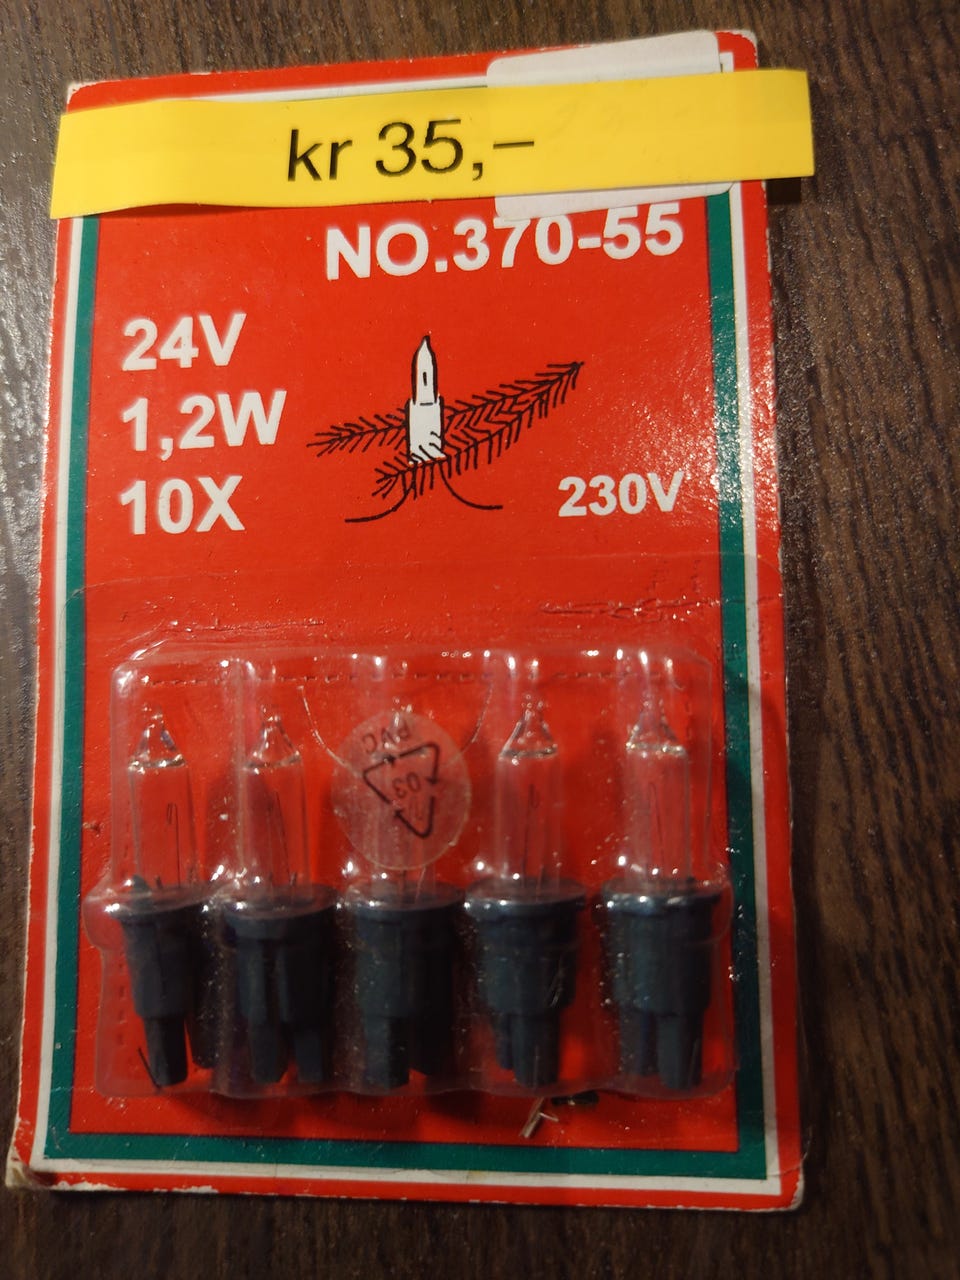 kr 35,–
NO.370-55
24V
1,2W
10X
230V
PVC
03